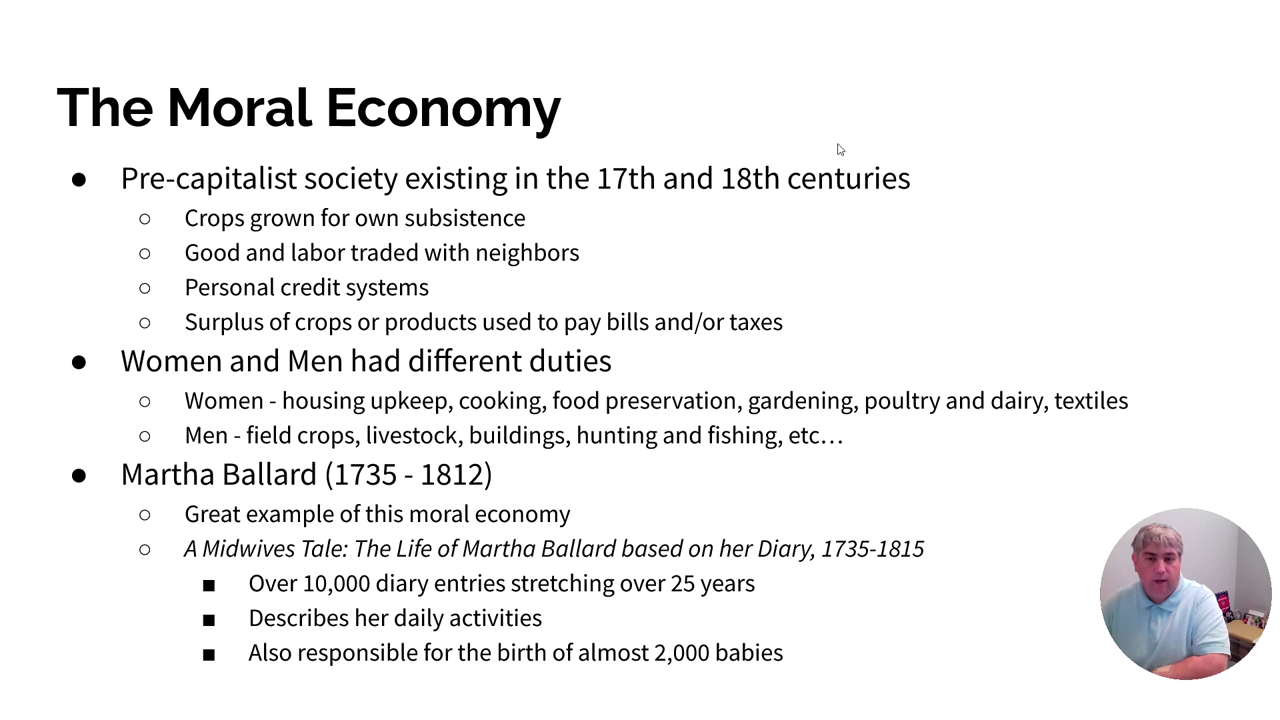 The Moral Economy
● Pre-capitalist society existing in the 17th and 18th centuries
○ Crops grown for own subsistence
○ Good and labor traded with neighbors
○ Personal credit systems
○ Surplus of crops or products used to pay bills and/or taxes
● Women and Men had different duties
○ Women - housing upkeep, cooking, food preservation, gardening, poultry and dairy, textiles
○ Men - field crops, livestock, buildings, hunting and fishing, etc…
● Martha Ballard (1735 - 1812)
○ Great example of this moral economy
○ A Midwives Tale: The Life of Martha Ballard based on her Diary, 1735-1815
■ Over 10,000 diary entries stretching over 25 years
■ Describes her daily activities
■ Also responsible for the birth of almost 2,000 babies